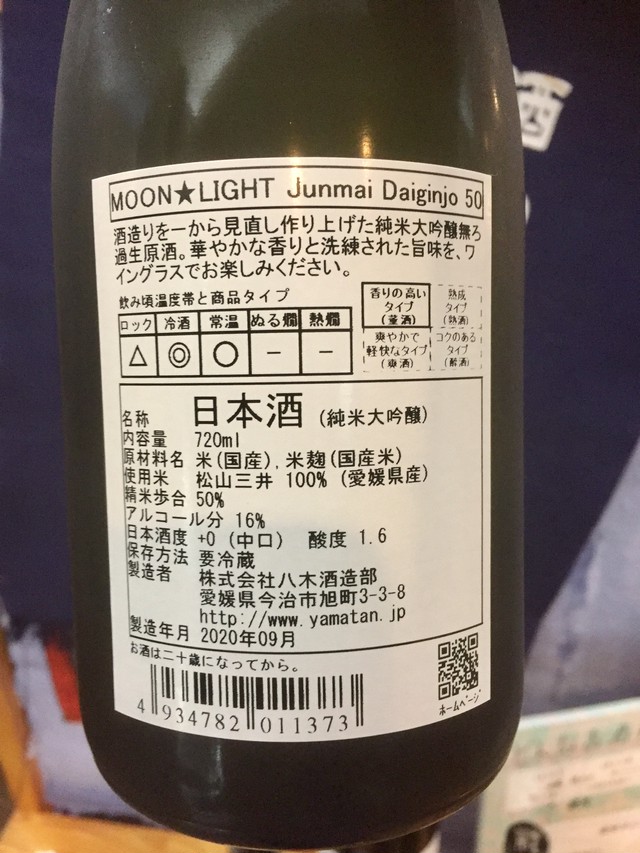 MOON★LIGHT Junmai Daiginjo 50
酒造りを一から見直し作り上げた純米大吟醸無ろ
過生原酒。華やかな香りと洗練された旨味を、ワ
イングラスでお楽しみください。
飲み頃温度帯と商品タイプ
ロック 冷酒 常温 ぬる燗 熱燗
△ ◎ ○ − −
香りの高い
タイプ
(薫酒)
熟成
タイプ
(熟酒)
爽やかで
軽快なタイプ
(爽酒)
コクのある
タイプ
(醇酒)
名称 日本酒 (純米大吟醸)
内容量 720ml
原材料名 米(国産),米麹(国産米)
使用米 松山三井 100% (愛媛県産)
精米歩合 50%
アルコール分 16%
日本酒度 +0 (中口) 酸度 1.6
保存方法 要冷蔵
製造者 株式会社八木酒造部
愛媛県今治市旭町3-3-8
http://www.yamatan.jp
製造年月 2020年09月
お酒は二十歳になってから。
4 934782 011373
ホームページ